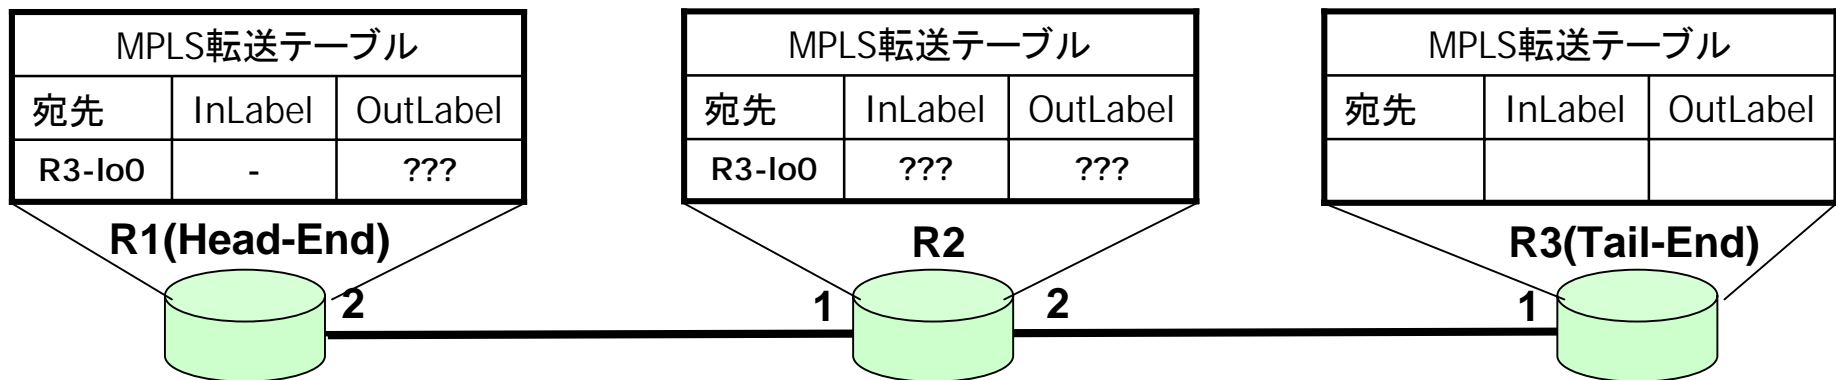 MPLS転送テーブル
宛先 InLabel OutLabel
R3-lo0 - ???
MPLS転送テーブル
宛先 InLabel OutLabel
R3-lo0 ??? ???
MPLS転送テーブル
宛先 InLabel OutLabel
R1(Head-End)
R2
R3(Tail-End)
2
1
2
1